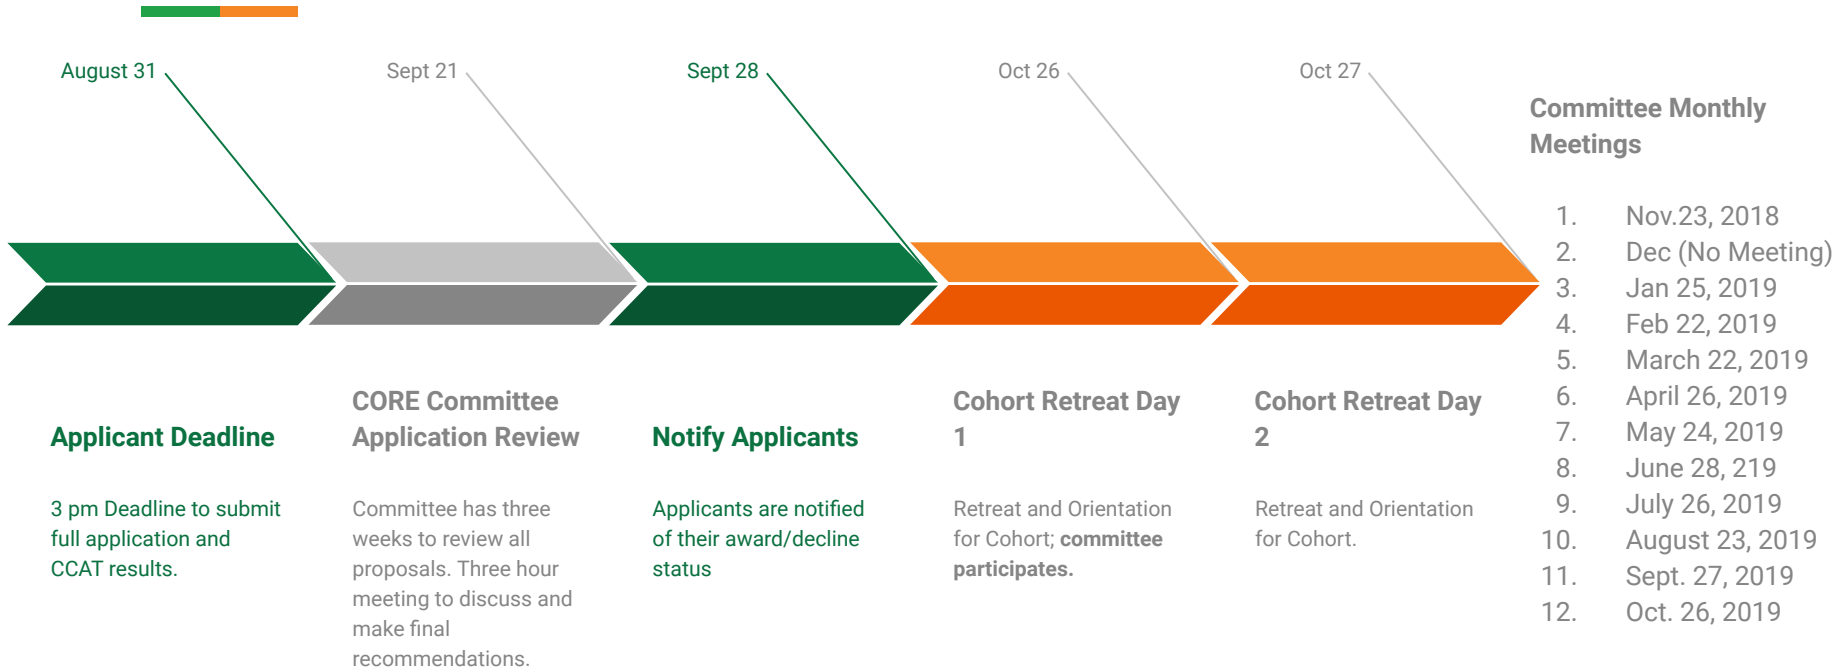 August 31
Sept 21
Sept 28
Oct 26
Oct 27
Applicant Deadline
3 pm Deadline to submit
full application and
CCAT results.
CORE Committee
Application Review
Committee has three
weeks to review all
proposals. Three hour
meeting to discuss and
make final
recommendations.
Notify Applicants
Applicants are notified
of their award/decline
status
Cohort Retreat Day
1
Retreat and Orientation
for Cohort; committee
participates.
Cohort Retreat Day
2
Retreat and Orientation
for Cohort.
Committee Monthly
Meetings
1. Nov.23, 2018
2. Dec (No Meeting)
3. Jan 25, 2019
4. Feb 22, 2019
5. March 22, 2019
6. April 26, 2019
7. May 24, 2019
8. June 28, 219
9. July 26, 2019
10. August 23, 2019
11. Sept. 27, 2019
12. Oct. 26, 2019